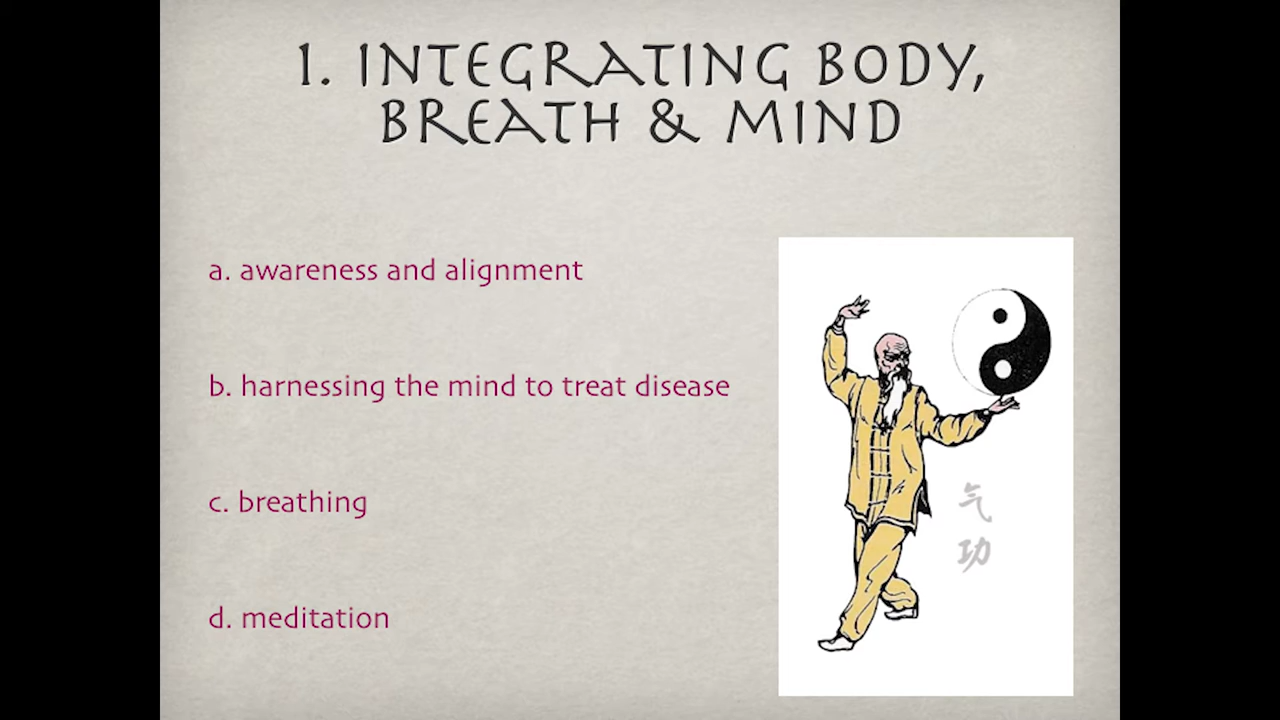 1. INTEGRATING BODY,
BREATH & MIND
a. awareness and alignment
b. harnessing the mind to treat disease
c. breathing
d. meditation
气
功